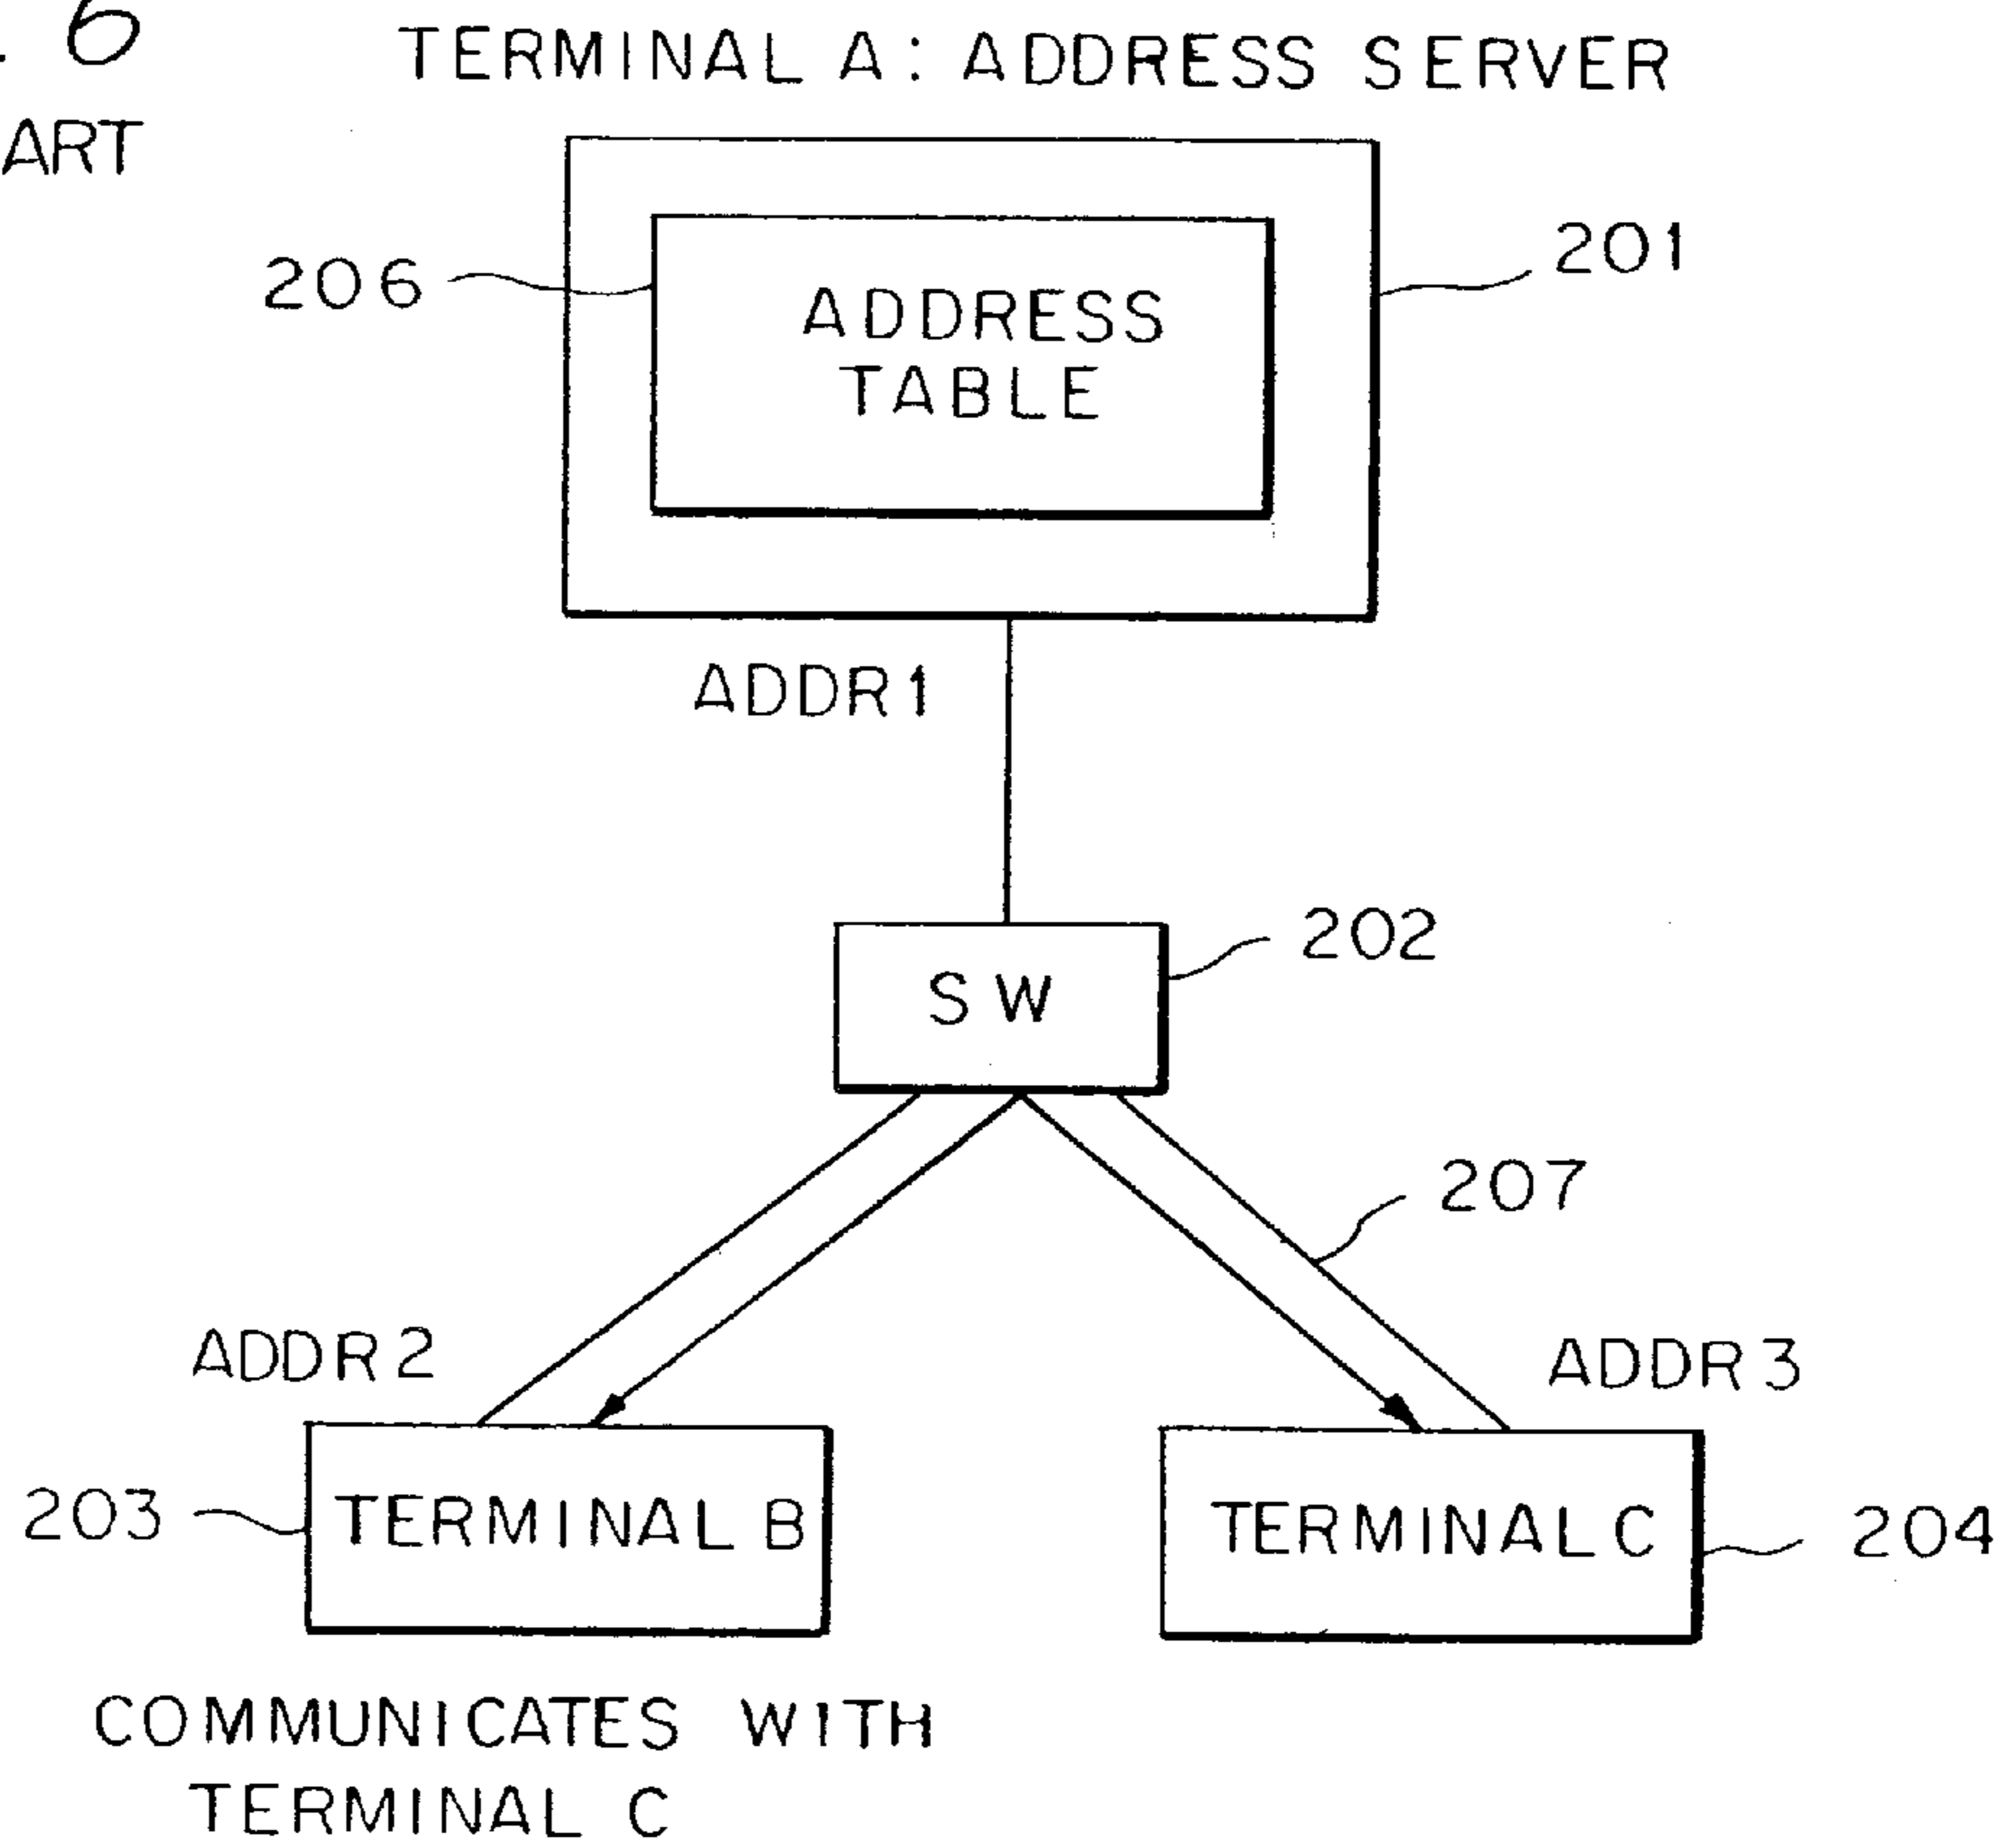 . 6
ART
TERMINAL A: ADDRESS SERVER
206
201
ADDRESS
TABLE
ADDR1
SW
202
207
ADDR2
ADDR3
203
TERMINAL B
TERMINAL C
204
COMMUNICATES WITH
TERMINAL C